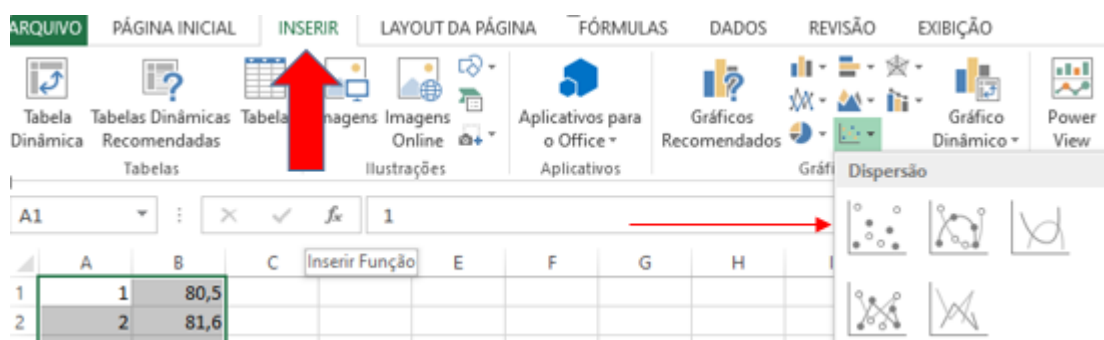 ARQUIVO PÁGINA INICIAL INSERIR LAYOUT DA PÁGINA FÓRMULAS DADOS REVISÃO EXIBIÇÃO
Tabela Dinâmica
Tabelas Dinâmicas Recomendadas
Tabela
Imagens
Online
Aplicativos para o Office
Gráficos Recomendados
Gráfico Dinâmico
Power View
Tabelas
Ilustrações
Aplicativos
Dispersão
A1 fx 1
Inserir Função
A B C E F G H
1 1 80,5
2 2 81,6